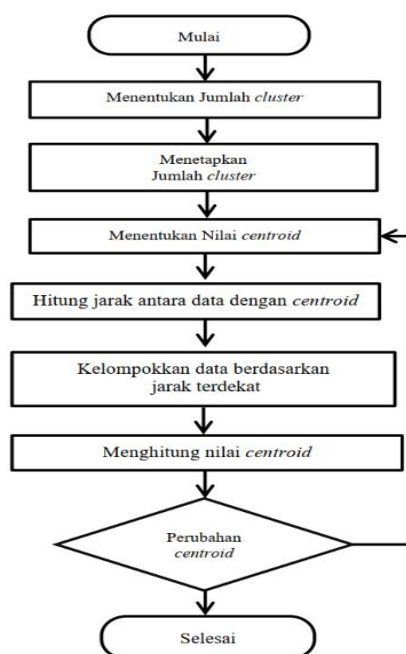 Mulai
Menentukan Jumlah cluster
Menetapkan
Jumlah cluster
Menentukan Nilai centroid
Hitung jarak antara data dengan centroid
Kelompokkan data berdasarkan
jarak terdekat
Menghitung nilai centroid
Perubahan
centroid
Selesai